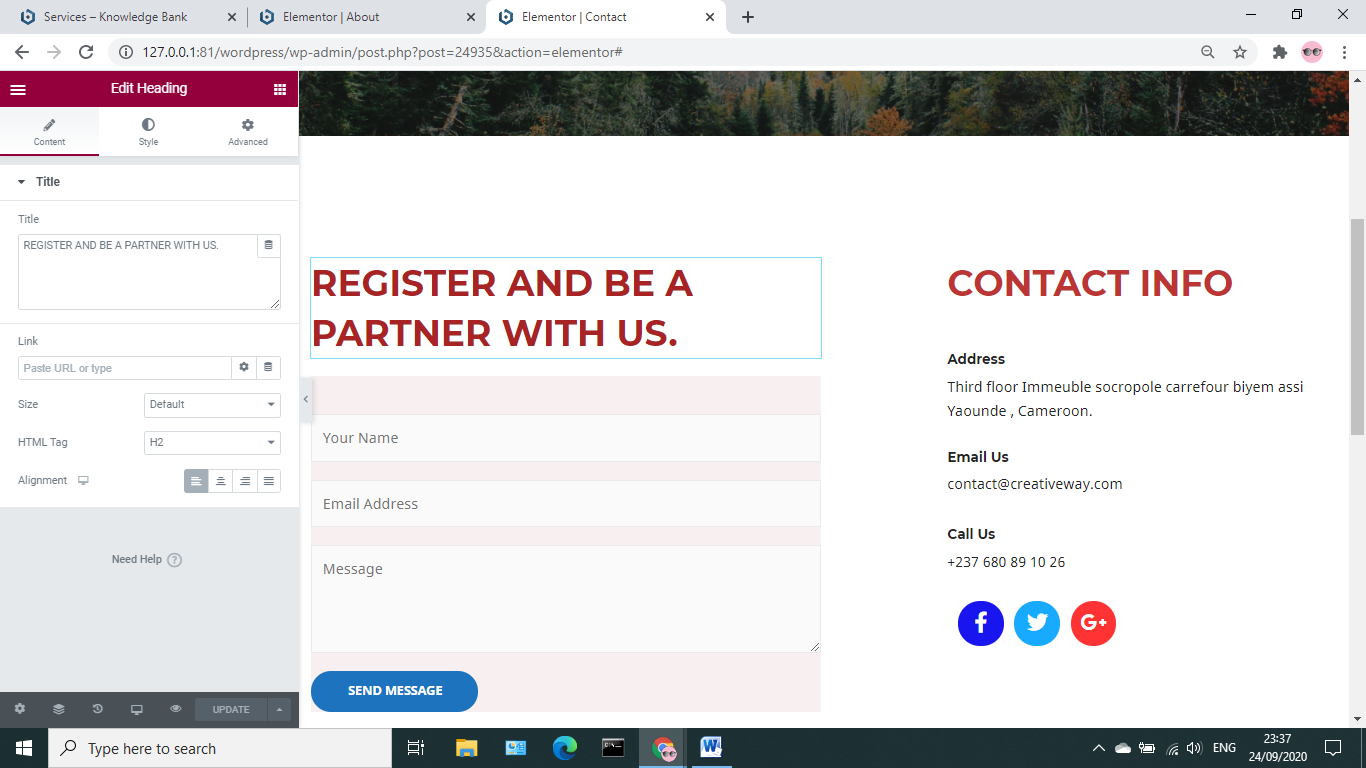 Services – Knowledge Bank
Elementor | About
Elementor | Contact
127.0.0.1:81/wordpress/wp-admin/post.php?post=24935&action=elementor#
Edit Heading
Content
Style
Advanced
Title
Title
REGISTER AND BE A PARTNER WITH US.
Link
Paste URL or type
Size
Default
HTML Tag
H2
Alignment
Need Help ?
UPDATE
REGISTER AND BE A
PARTNER WITH US.
Your Name
Email Address
Message
SEND MESSAGE
CONTACT INFO
Address
Third floor Immeuble socropole carrefour biyem assi
Yaounde , Cameroon.
Email Us
contact@creativeway.com
Call Us
+237 680 89 10 26
f
G+
Type here to search
W
ENG
23:37
24/09/2020